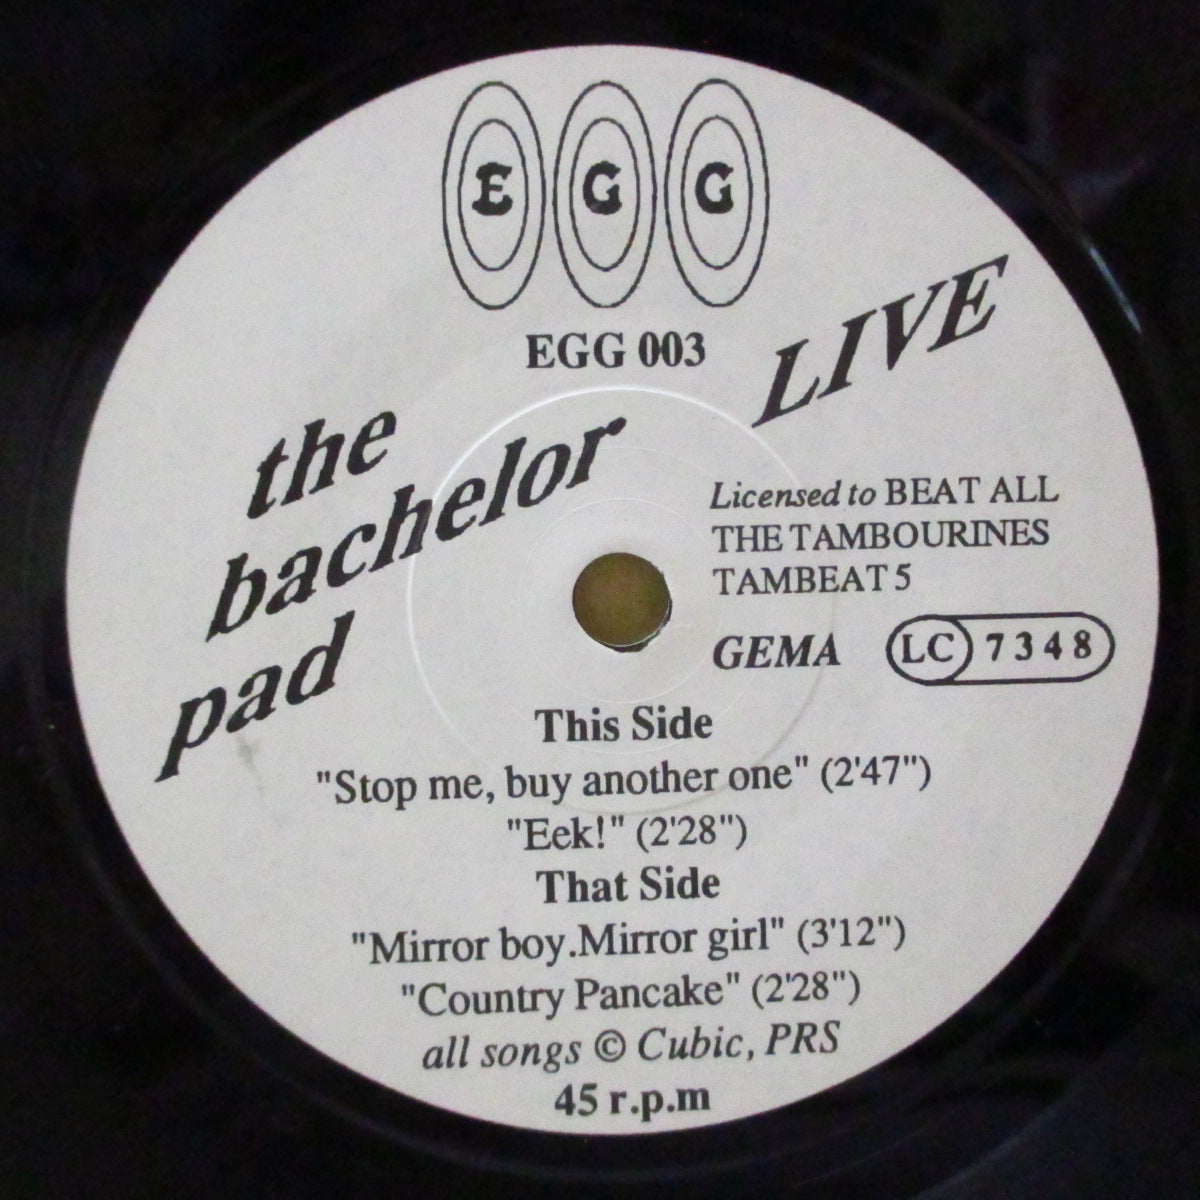 E G G
EGG 003
LIVE
the
bachelor
pad
Licensed to BEAT ALL
THE TAMBOURINES
TAMBEAT 5
GEMA LC 7348
This Side
"Stop me, buy another one" (2'47")
"Eek!" (2'28")
That Side
"Mirror boy.Mirror girl" (3'12")
"Country Pancake" (2'28")
all songs © Cubic, PRS
45 r.p.m